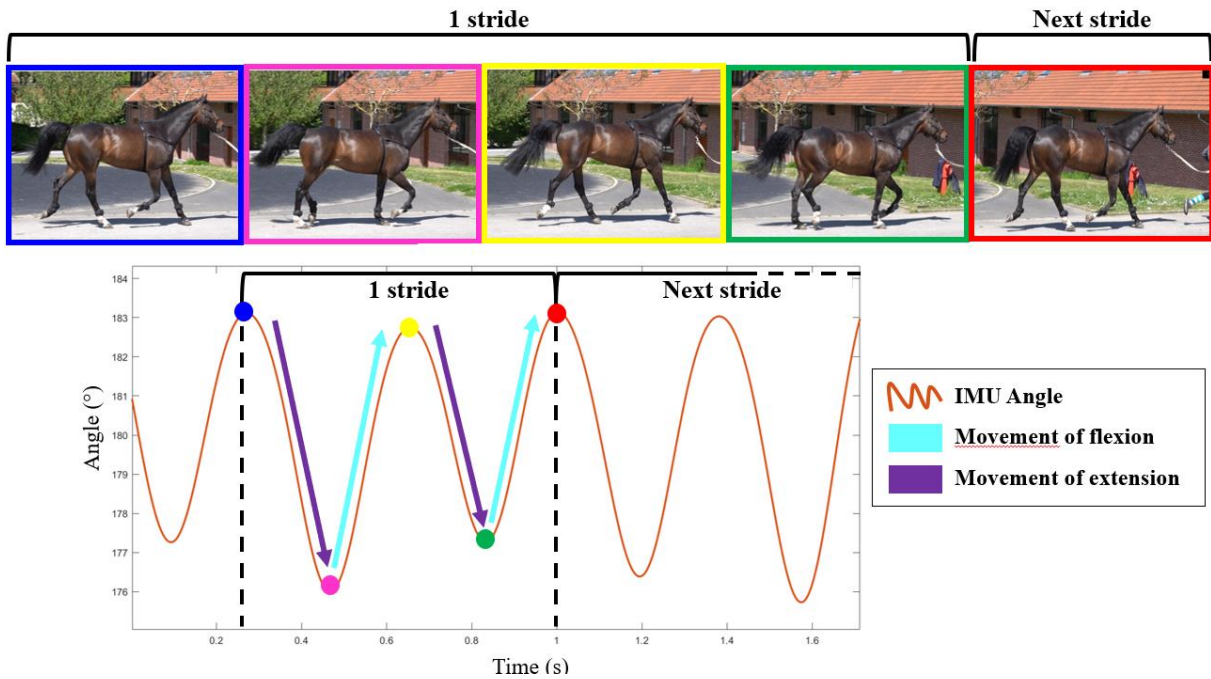 1 stride
Next stride
1 stride
Next stride
184
183
182
181
180
179
178
177
176
Angle (°)
0.2
0.4
0.6
0.8
1
1.2
1.4
1.6
Time (s)
IMU Angle
Movement of flexion
Movement of extension